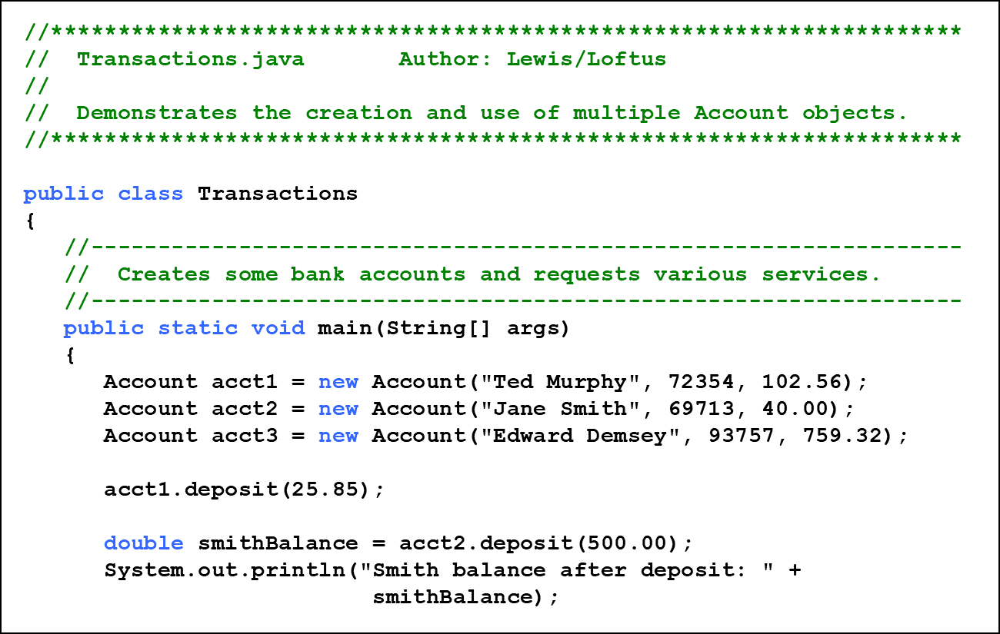 //********************************************************************
//  Transactions.java       Author: Lewis/Loftus
//
//  Demonstrates the creation and use of multiple Account objects.
//********************************************************************

public class Transactions
{
   //-----------------------------------------------------------------
   //  Creates some bank accounts and requests various services.
   //-----------------------------------------------------------------
   public static void main(String[] args)
   {
      Account acct1 = new Account("Ted Murphy", 72354, 102.56);
      Account acct2 = new Account("Jane Smith", 69713, 40.00);
      Account acct3 = new Account("Edward Demsey", 93757, 759.32);

      acct1.deposit(25.85);

      double smithBalance = acct2.deposit(500.00);
      System.out.println("Smith balance after deposit: " +
                          smithBalance);